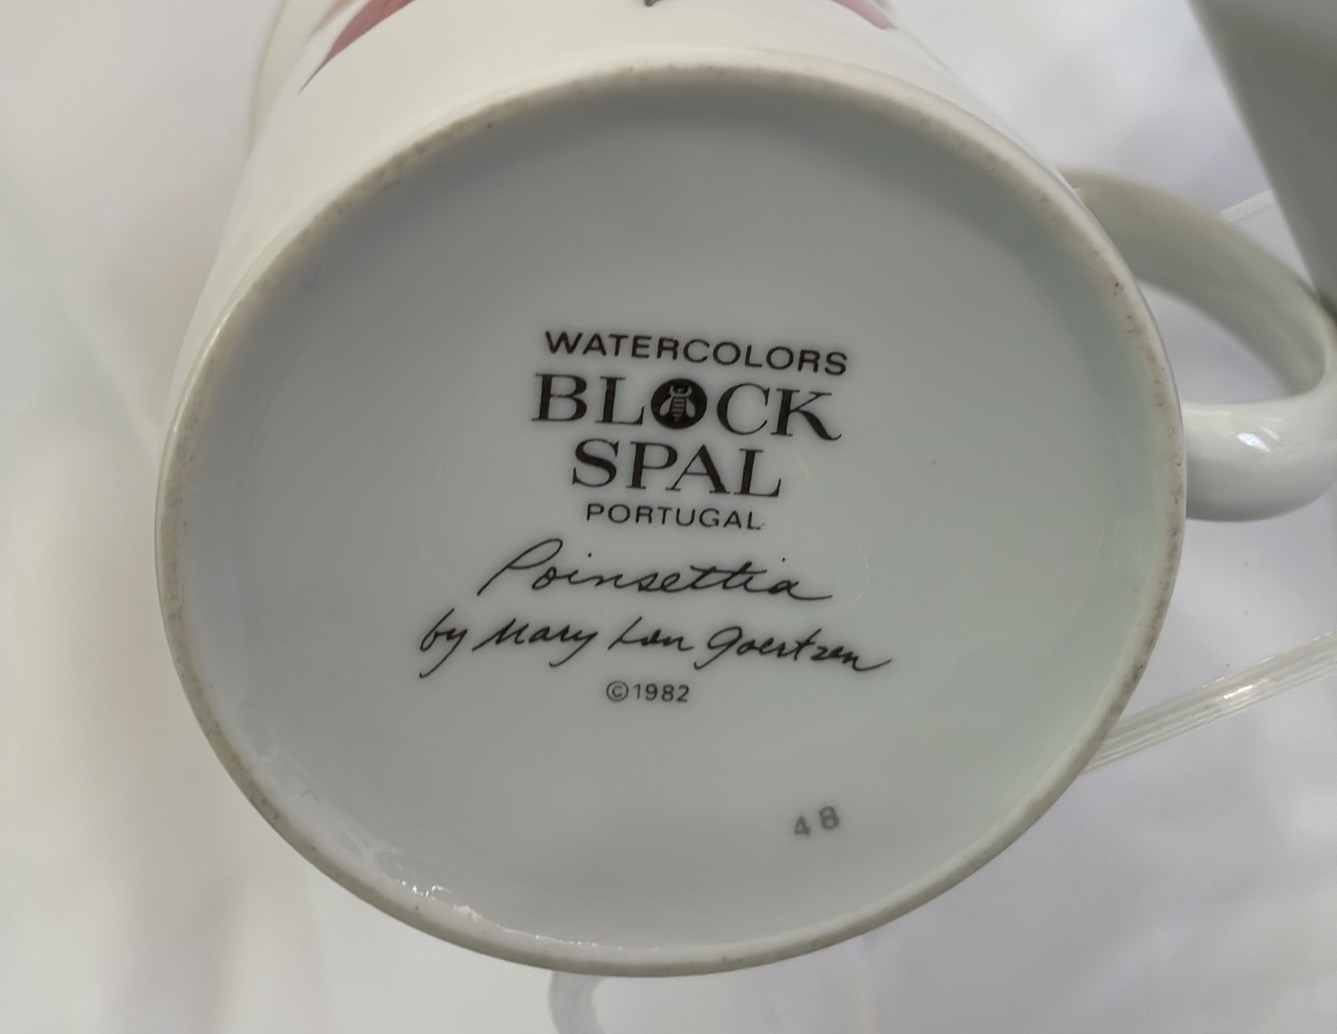 WATERCOLORS
BLOCK
SPAL
PORTUGAL
Poinsettia
by Mary Lou Goertzen
©1982
48